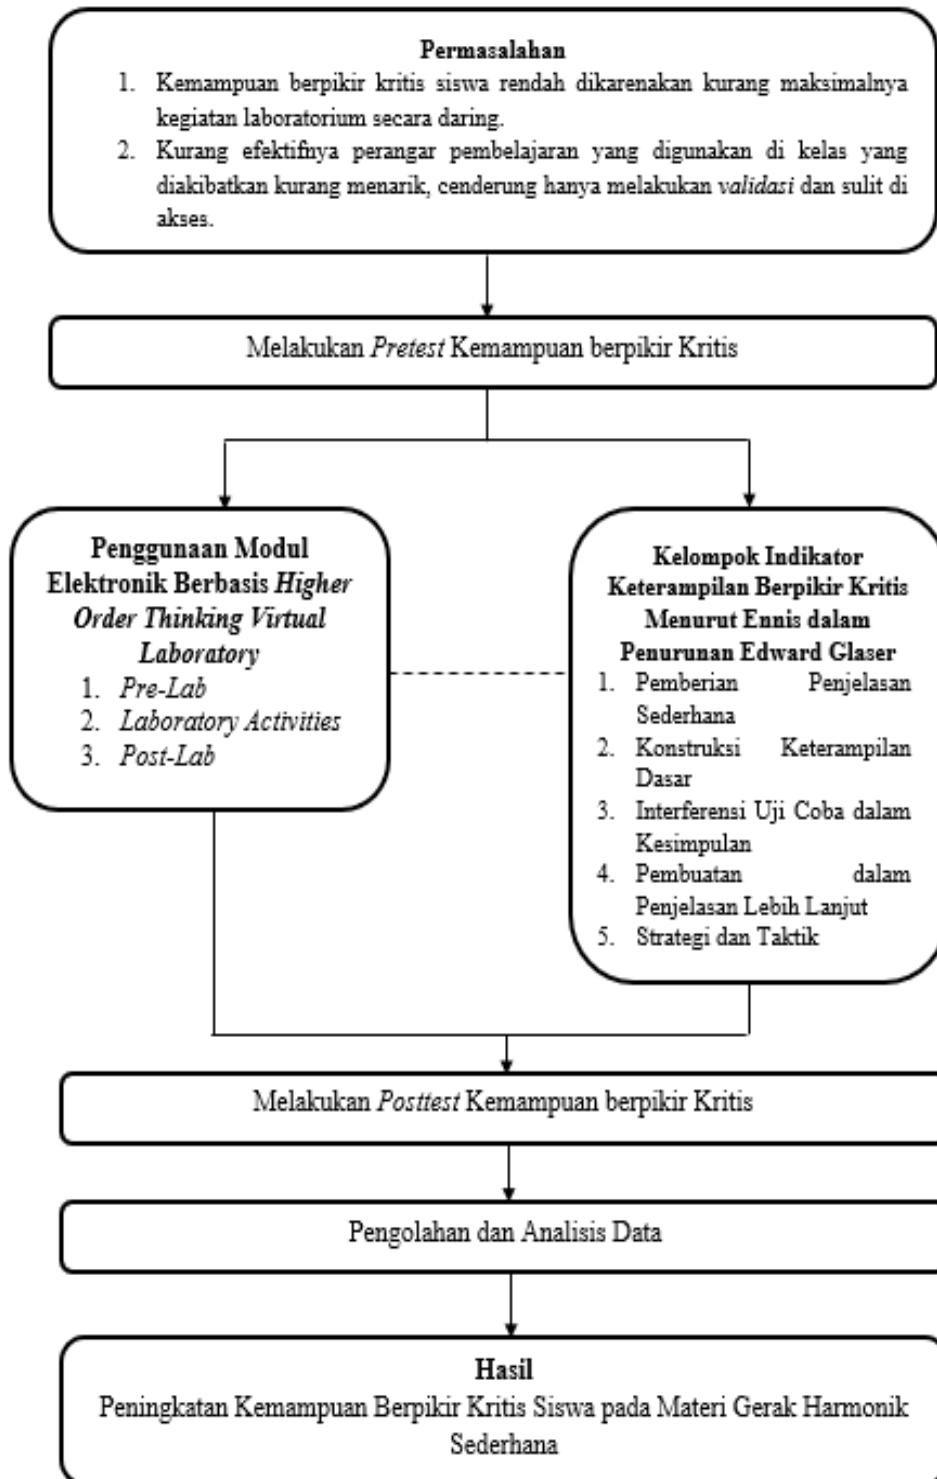 Permasalahan
1. Kemampuan berpikir kritis siswa rendah dikarenakan kurang maksimalnya
kegiatan laboratorium secara daring.
2. Kurang efektifnya perangar pembelajaran yang digunakan di kelas yang
diakibatkan kurang menarik, cenderung hanya melakukan validasi dan sulit di
akses.
Melakukan Pretest Kemampuan berpikir Kritis
Penggunaan Modul
Elektronik Berbasis Higher
Order Thinking Virtual
Laboratory
1. Pre-Lab
2. Laboratory Activities
3. Post-Lab
Kelompok Indikator
Keterampilan Berpikir Kritis
Menurut Ennis dalam
Penurunan Edward Glaser
1. Pemberian Penjelasan
Sederhana
2. Konstruksi Keterampilan
Dasar
3. Interferensi Uji Coba dalam
Kesimpulan
4. Pembuatan dalam
Penjelasan Lebih Lanjut
5. Strategi dan Taktik
Melakukan Posttest Kemampuan berpikir Kritis
Pengolahan dan Analisis Data
Hasil
Peningkatan Kemampuan Berpikir Kritis Siswa pada Materi Gerak Harmonik
Sederhana